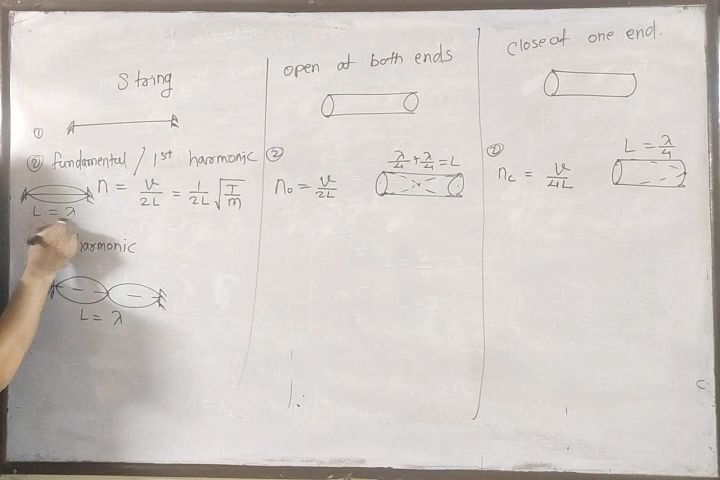 String
①
② fundamental / 1st harmonic
n = v/2L = 1/2L √T/m
L = λ
harmonic
L = λ
open at both ends
②
λ/4 + λ/4 = L
n₀ = v/2L
Close at one end.
②
L = λ/4
n_c = v/4L
C